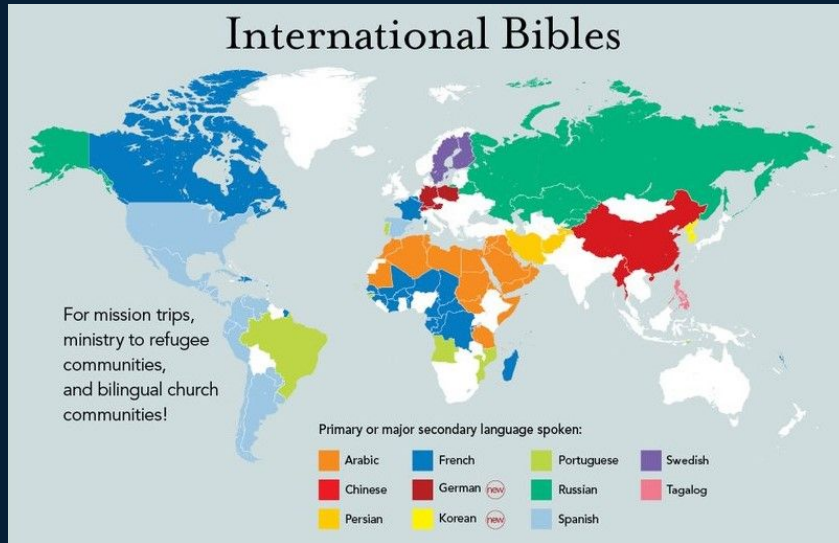 International Bibles
For mission trips,
ministry to refugee
communities,
and bilingual church
communities!
Primary or major secondary language spoken:
Arabic
French
Portuguese
Swedish
Chinese
German new
Russian
Tagalog
Persian
Korean new
Spanish